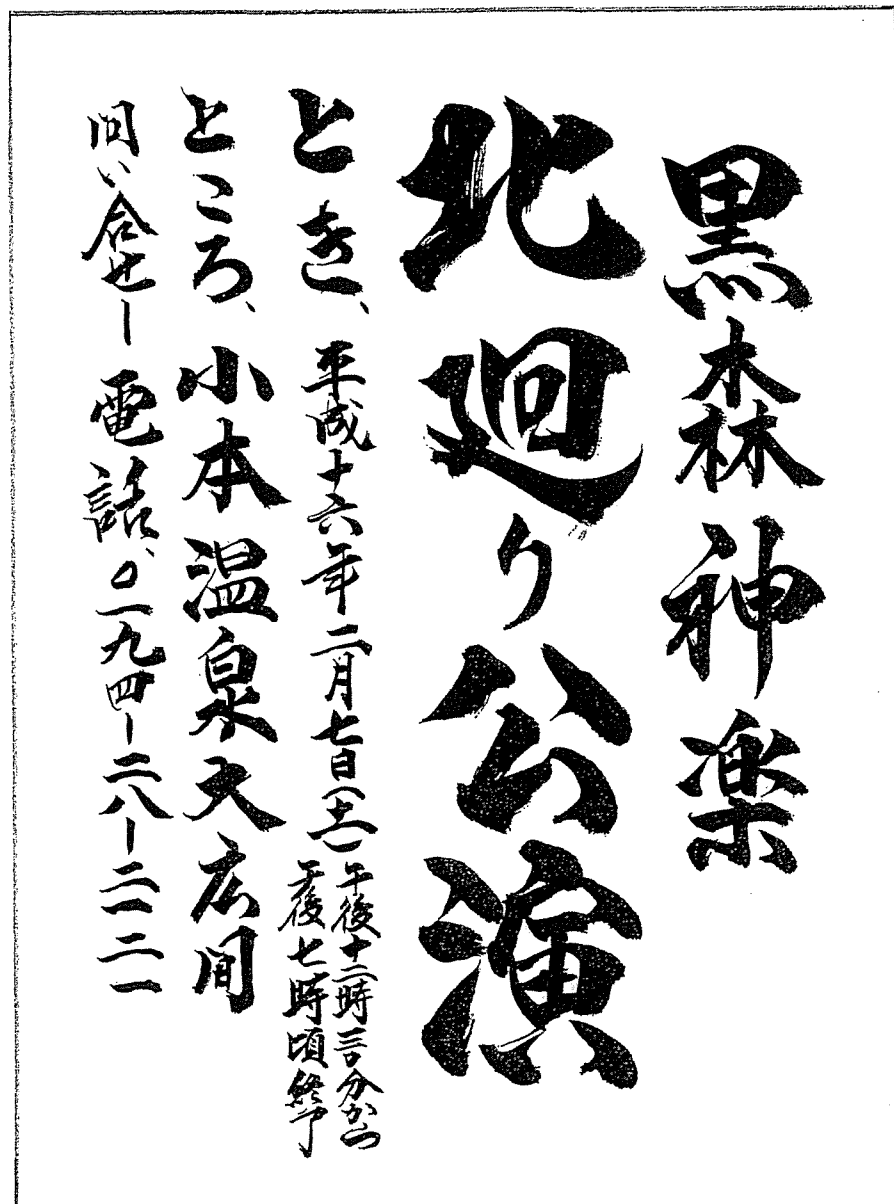 黒森神楽
北廻り公演
とき、平成十六年二月七日(土)午後十二時三〇分から
午後七時頃終了
ところ、小本温泉大広間
問い合せー電話、〇一九四ー二八ー二一二一